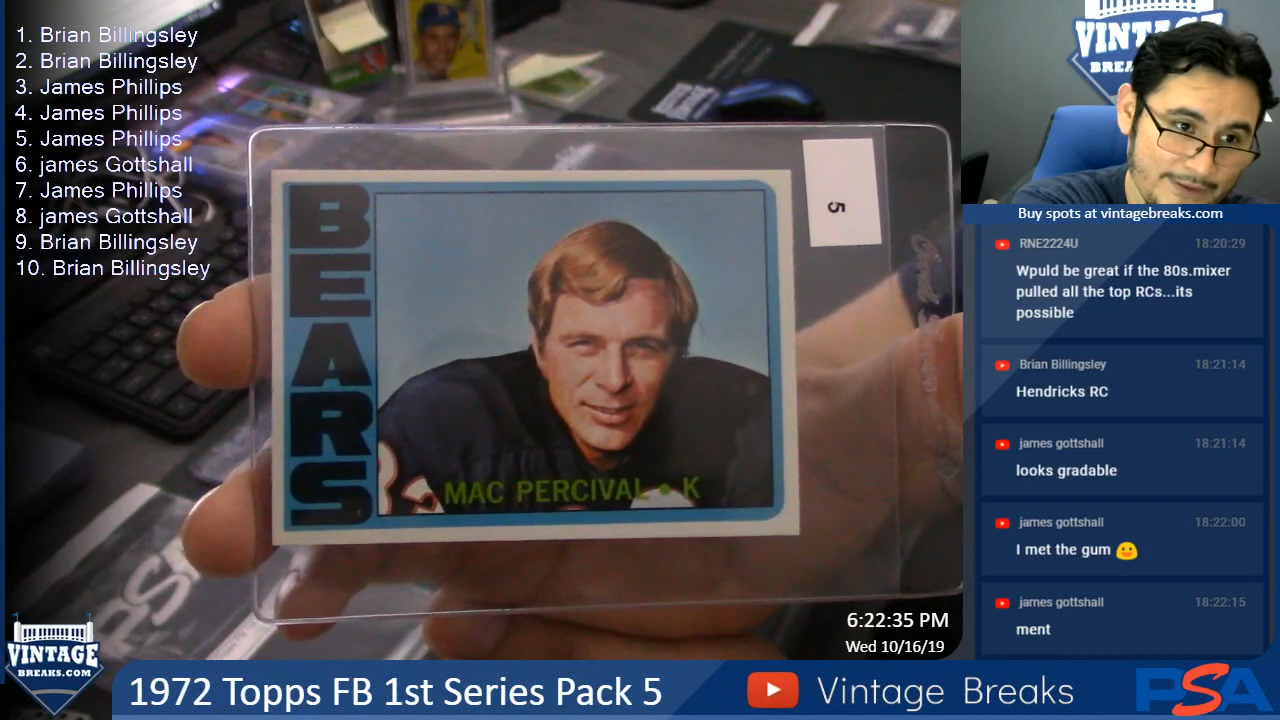 1. Brian Billingsley
2. Brian Billingsley
3. James Phillips
4. James Phillips
5. James Phillips
6. james Gottshall
7. James Phillips
8. james Gottshall
9. Brian Billingsley
10. Brian Billingsley
BEARS
MAC PERCIVAL • K
5
VINTAGE
BREA
Buy spots at vintagebreaks.com
RNE2224U 18:20:29
Wpuld be great if the 80s.mixer
pulled all the top RCs...its
possible
Brian Billingsley 18:21:14
Hendricks RC
james gottshall 18:21:14
looks gradable
james gottshall 18:22:00
I met the gum
james gottshall 18:22:15
ment
6:22:35 PM
Wed 10/16/19
VINTAGE
BREAKS.COM
1972 Topps FB 1st Series Pack 5
Vintage Breaks
PSA